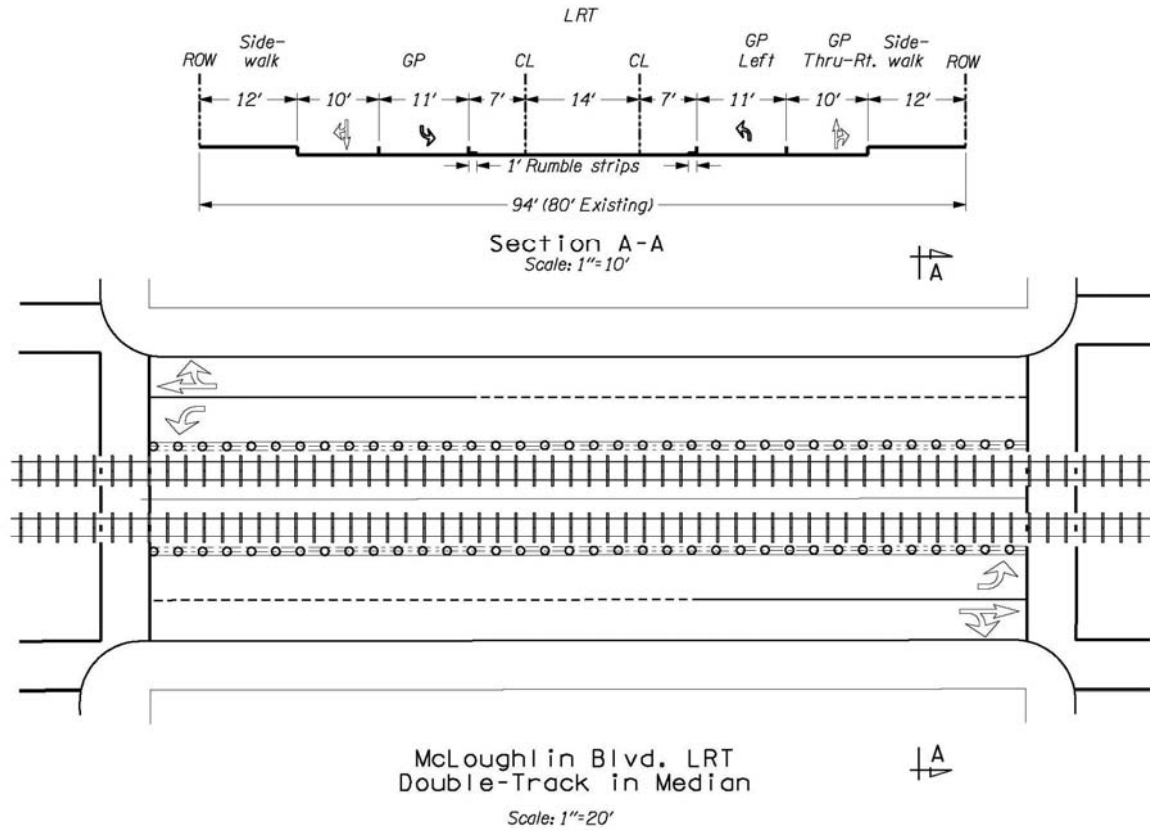 LRT
Side-
walk
ROW
GP
CL
CL
GP
Left
GP
Thru-Rt.
Side-
walk
ROW
12' 10' 11' 7' 14' 7' 11' 10' 12'
1' Rumble strips
94' (80' Existing)
Section A-A
Scale: 1"=10'
A
McLoughlin Blvd. LRT
Double-Track in Median
A
Scale: 1"=20'